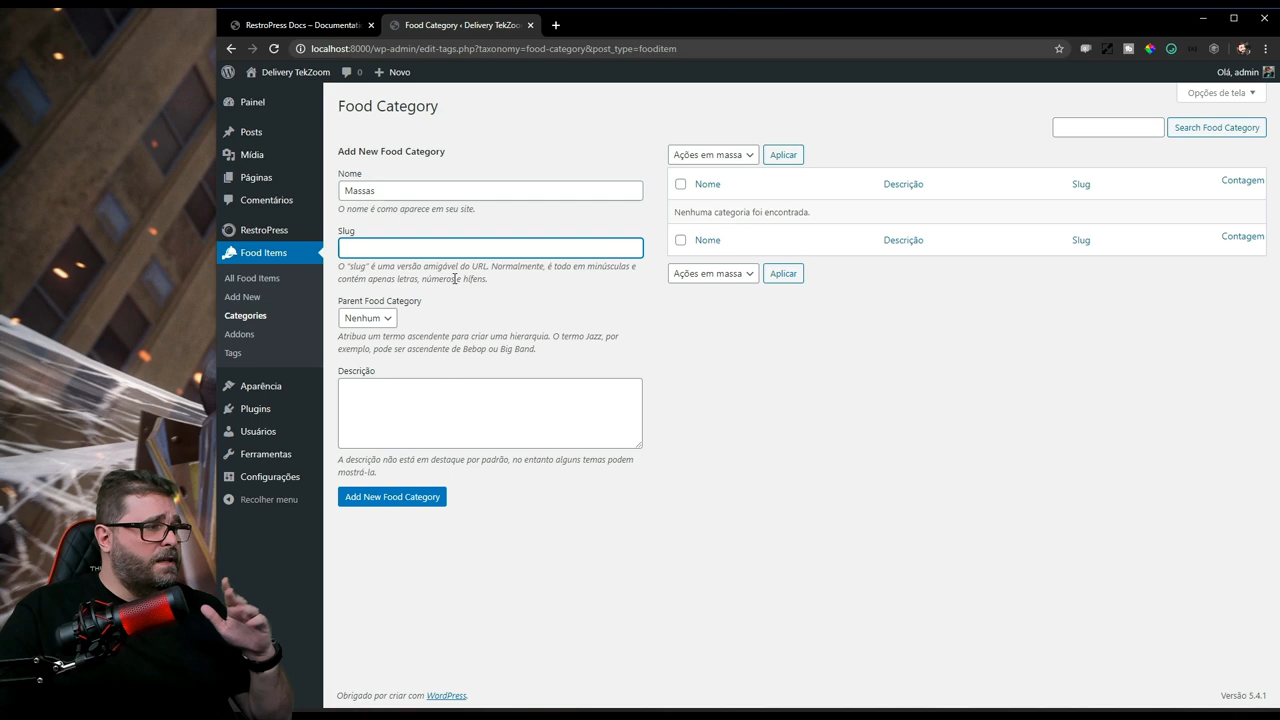 RestroPress Docs – Documentati
Food Category ‹ Delivery TekZoom
localhost:8000/wp-admin/edit-tags.php?taxonomy=food-category&post_type=fooditem
Delivery TekZoom
0
Novo
Olá, admin
Painel
Posts
Mídia
Páginas
Comentários
RestroPress
Food Items
All Food Items
Add New
Categories
Addons
Tags
Aparência
Plugins
Usuários
Ferramentas
Configurações
Recolher menu
Food Category
Opções de tela
Search Food Category
Add New Food Category
Nome
Massas
O nome é como aparece em seu site.
Slug
O "slug" é uma versão amigável do URL. Normalmente, é todo em minúsculas e
contém apenas letras, números e hífens.
Parent Food Category
Nenhum
Atribua um termo ascendente para criar uma hierarquia. O termo Jazz, por
exemplo, pode ser ascendente de Bebop ou Big Band.
Descrição
A descrição não está em destaque por padrão, no entanto alguns temas podem
mostrá-la.
Add New Food Category
Ações em massa
Aplicar
Nome
Descrição
Slug
Contagem
Nenhuma categoria foi encontrada.
Nome
Descrição
Slug
Contagem
Ações em massa
Aplicar
Obrigado por criar com WordPress.
Versão 5.4.1